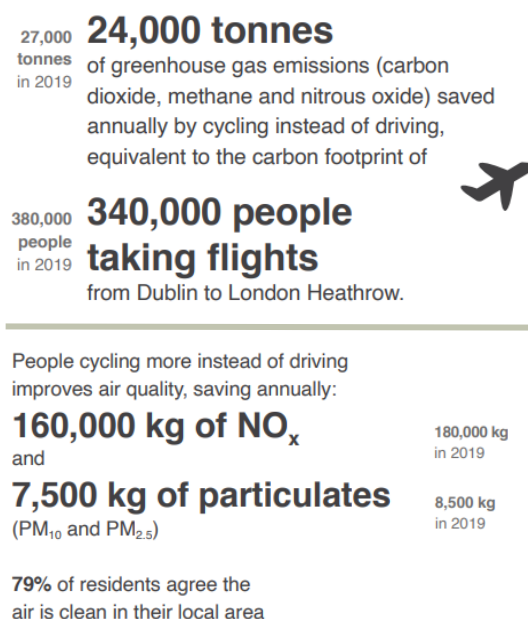 27,000
tonnes
in 2019
24,000 tonnes
of greenhouse gas emissions (carbon
dioxide, methane and nitrous oxide) saved
annually by cycling instead of driving,
equivalent to the carbon footprint of
380,000
people
in 2019
340,000 people
taking flights
from Dublin to London Heathrow.
People cycling more instead of driving
improves air quality, saving annually:
160,000 kg of NOₓ
180,000 kg
in 2019
and
7,500 kg of particulates
8,500 kg
in 2019
(PM₁₀ and PM₂.₅)
79% of residents agree the
air is clean in their local area